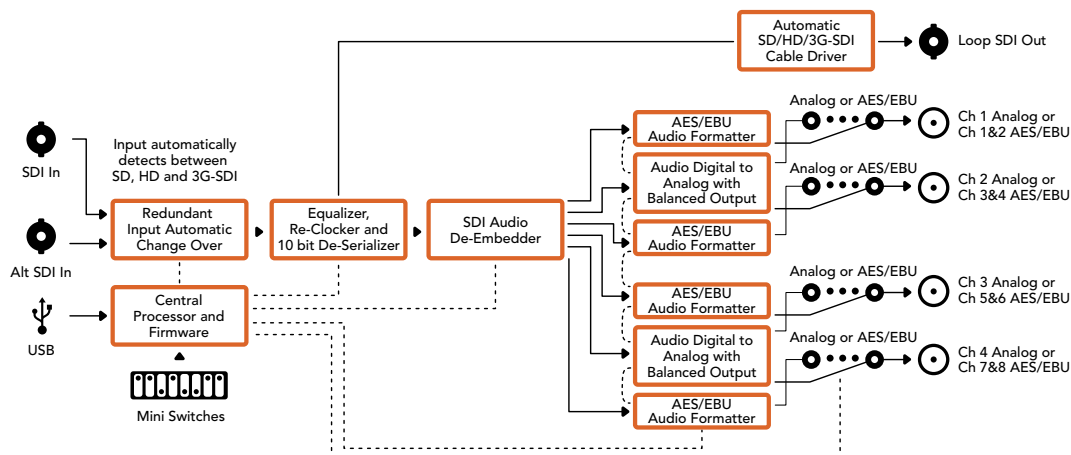 Automatic
SD/HD/3G-SDI
Cable Driver
Loop SDI Out
SDI In
Input automatically
detects between
SD, HD and 3G-SDI
Alt SDI In
Redundant
Input Automatic
Change Over
Equalizer,
Re-Clocker and
10 bit De-Serializer
SDI Audio
De-Embedder
USB
Central
Processor and
Firmware
Mini Switches
AES/EBU
Audio Formatter
Audio Digital to
Analog with
Balanced Output
AES/EBU
Audio Formatter
AES/EBU
Audio Formatter
Audio Digital to
Analog with
Balanced Output
AES/EBU
Audio Formatter
Analog or AES/EBU
Ch 1 Analog or
Ch 1&2 AES/EBU
Analog or AES/EBU
Ch 2 Analog or
Ch 3&4 AES/EBU
Analog or AES/EBU
Ch 3 Analog or
Ch 5&6 AES/EBU
Analog or AES/EBU
Ch 4 Analog or
Ch 7&8 AES/EBU